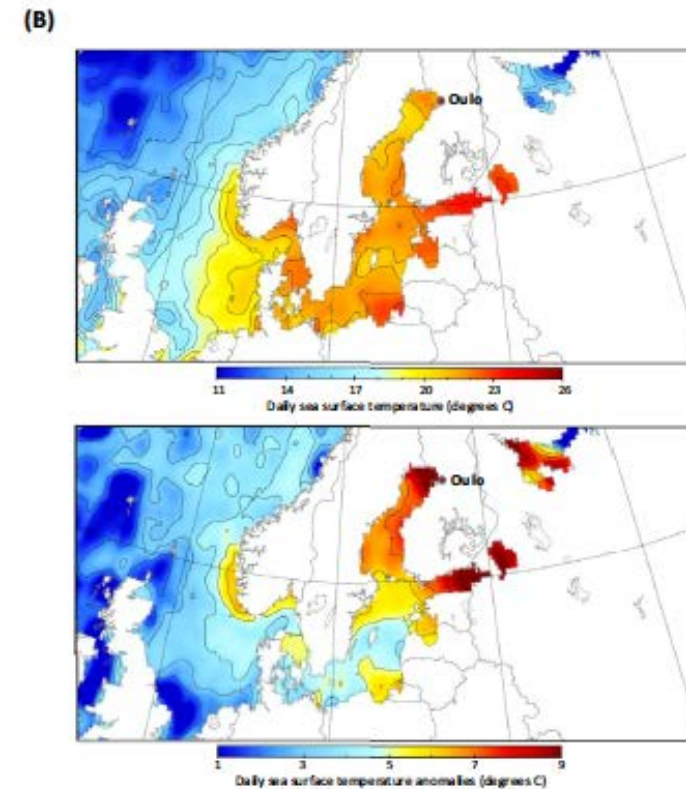 (B)
Oulo
11 14 17 20 23 26
Daily sea surface temperature (degrees C)
Oulo
1 3 5 7 9
Daily sea surface temperature anomalies (degrees C)